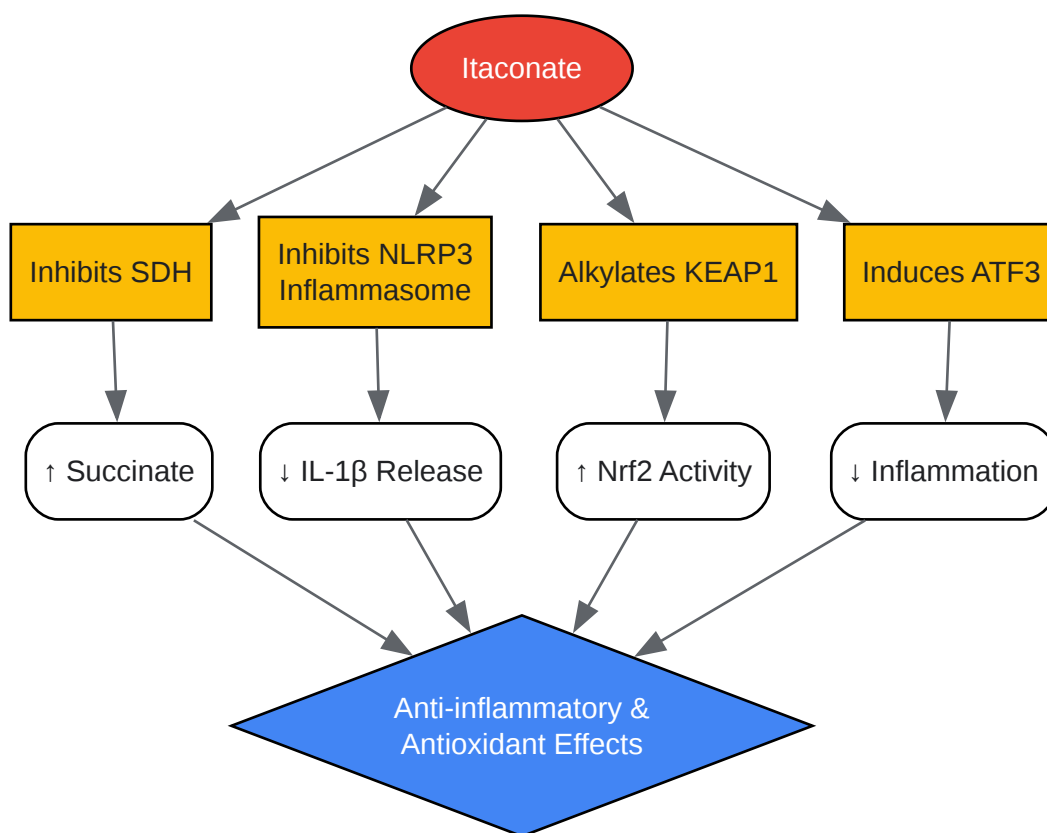 Itaconate
Inhibits SDH
Inhibits NLRP3
Inflammasome
Alkylates KEAP1
Induces ATF3
↑ Succinate
↓ IL-1β Release
↑ Nrf2 Activity
↓ Inflammation
Anti-inflammatory &
Antioxidant Effects